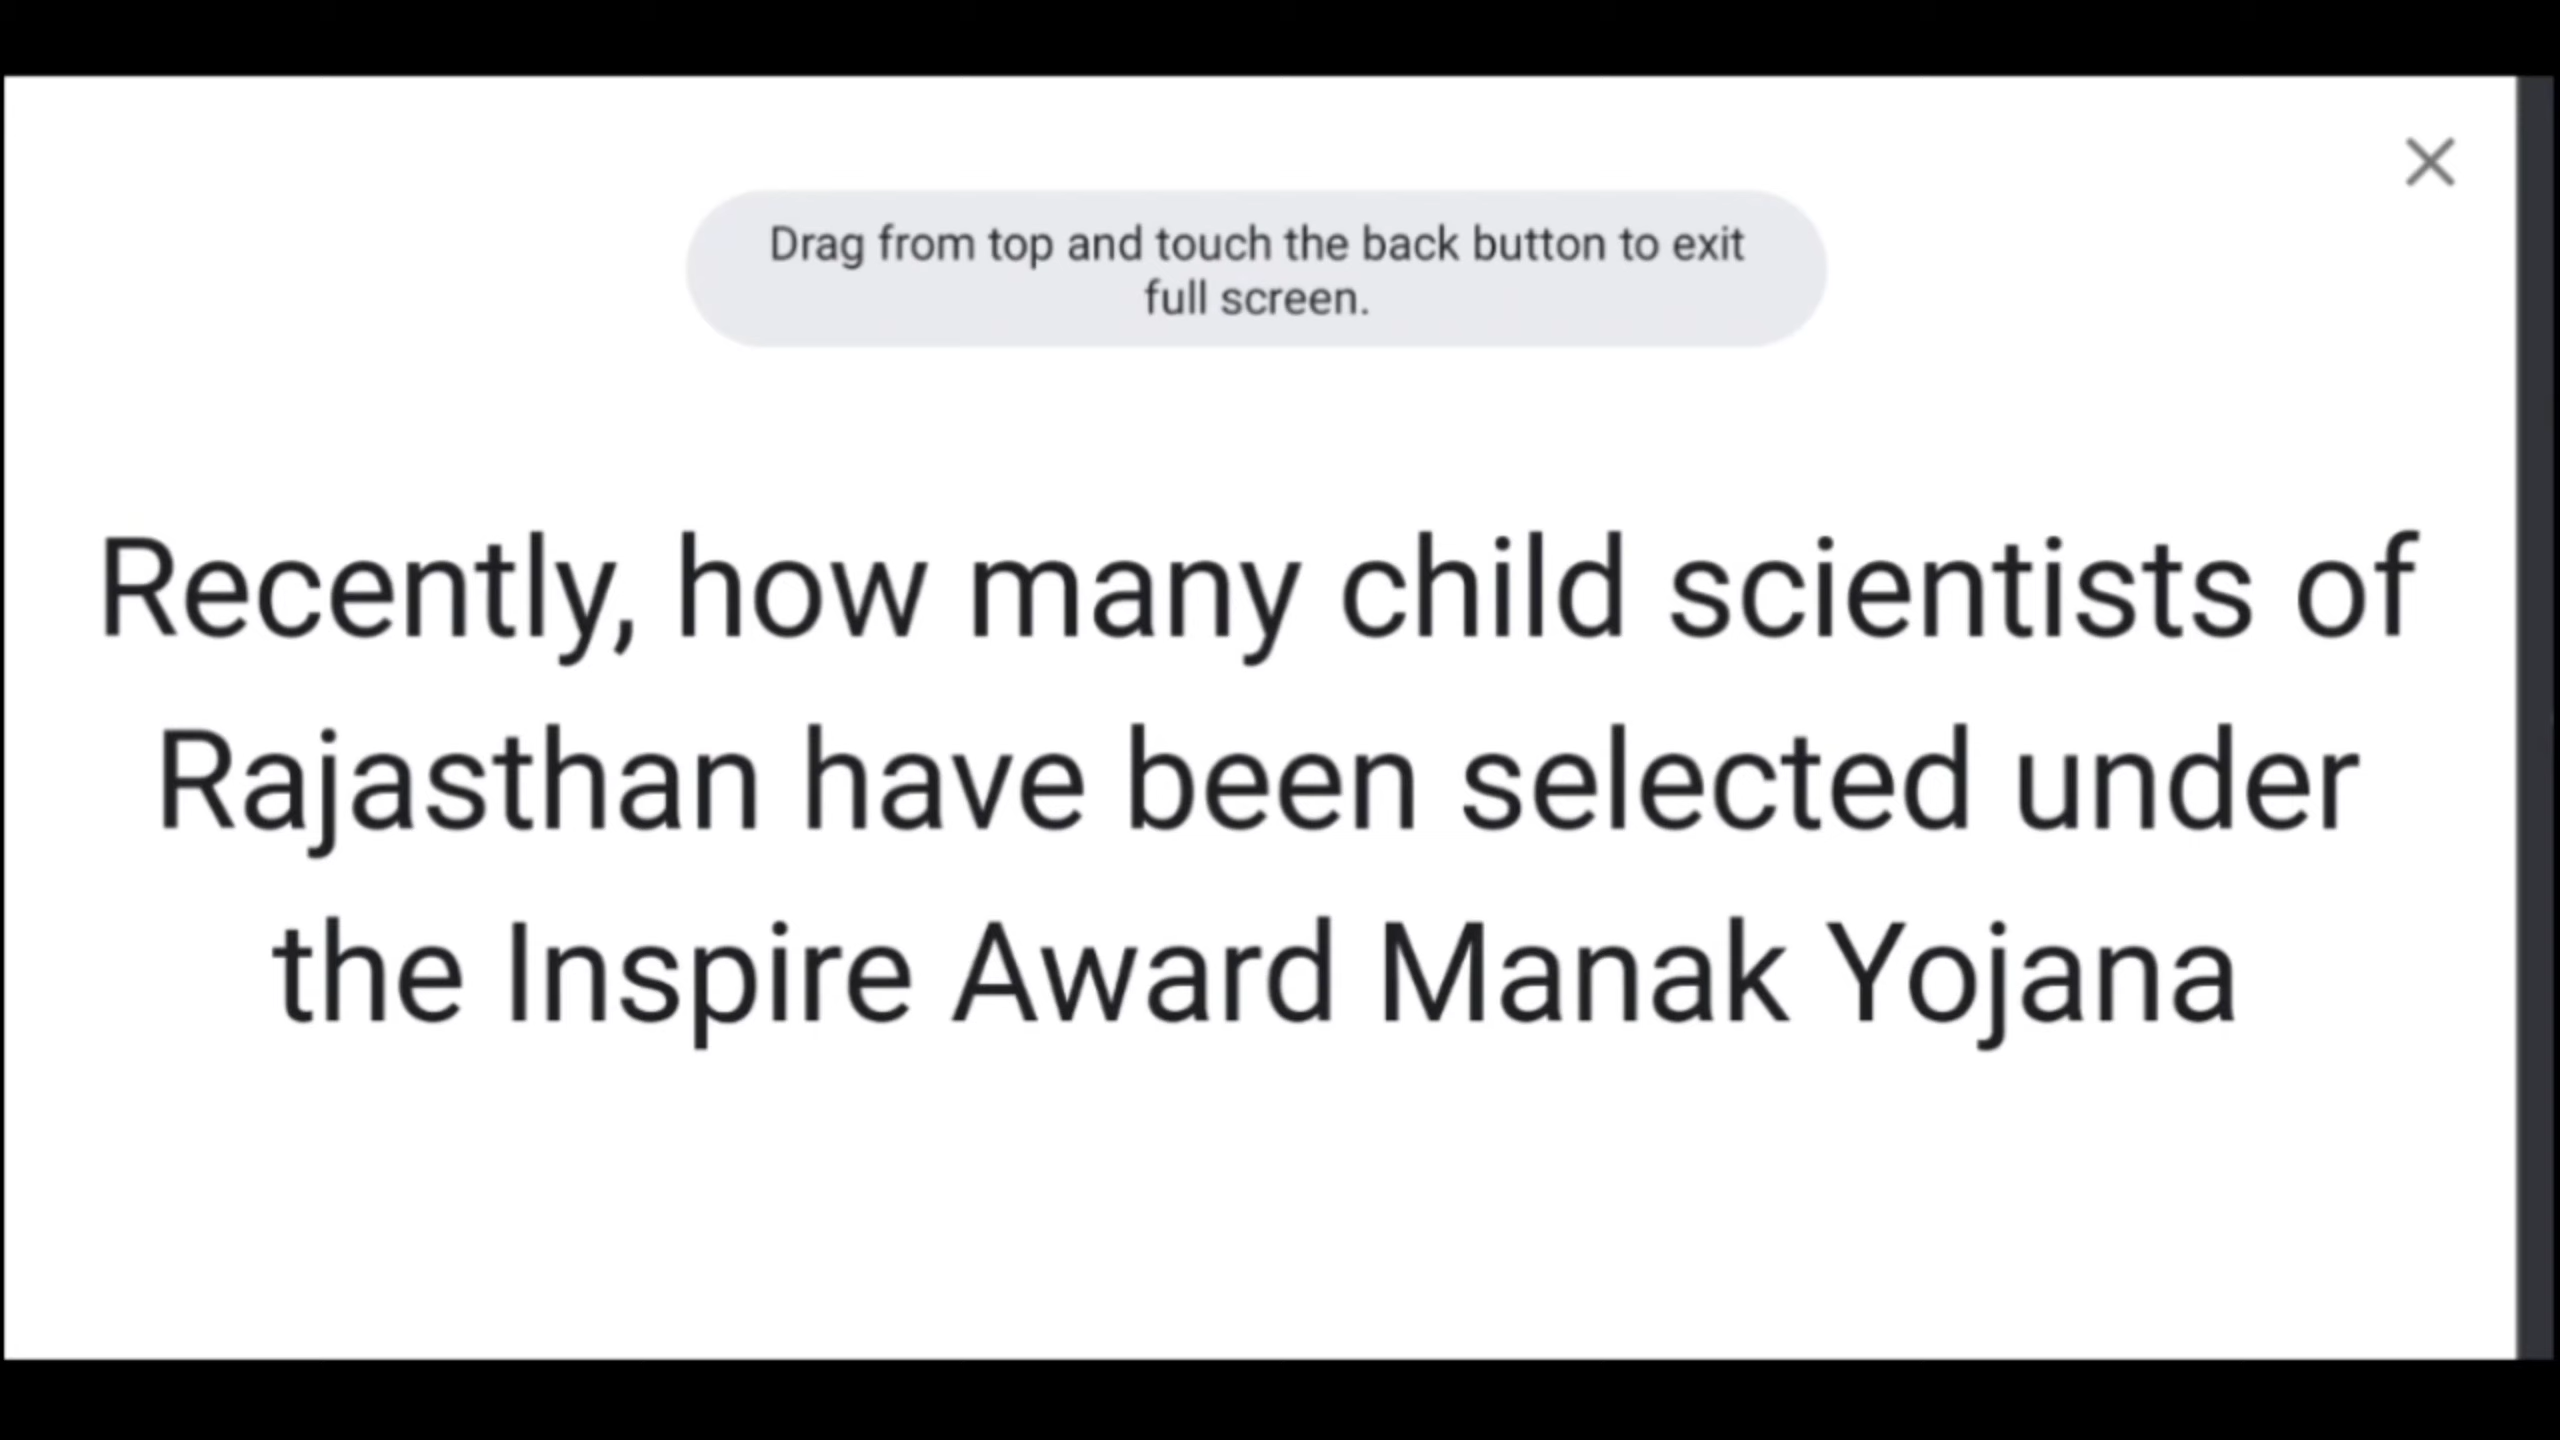 Drag from top and touch the back button to exit
full screen.
Recently, how many child scientists of
Rajasthan have been selected under
the Inspire Award Manak Yojana